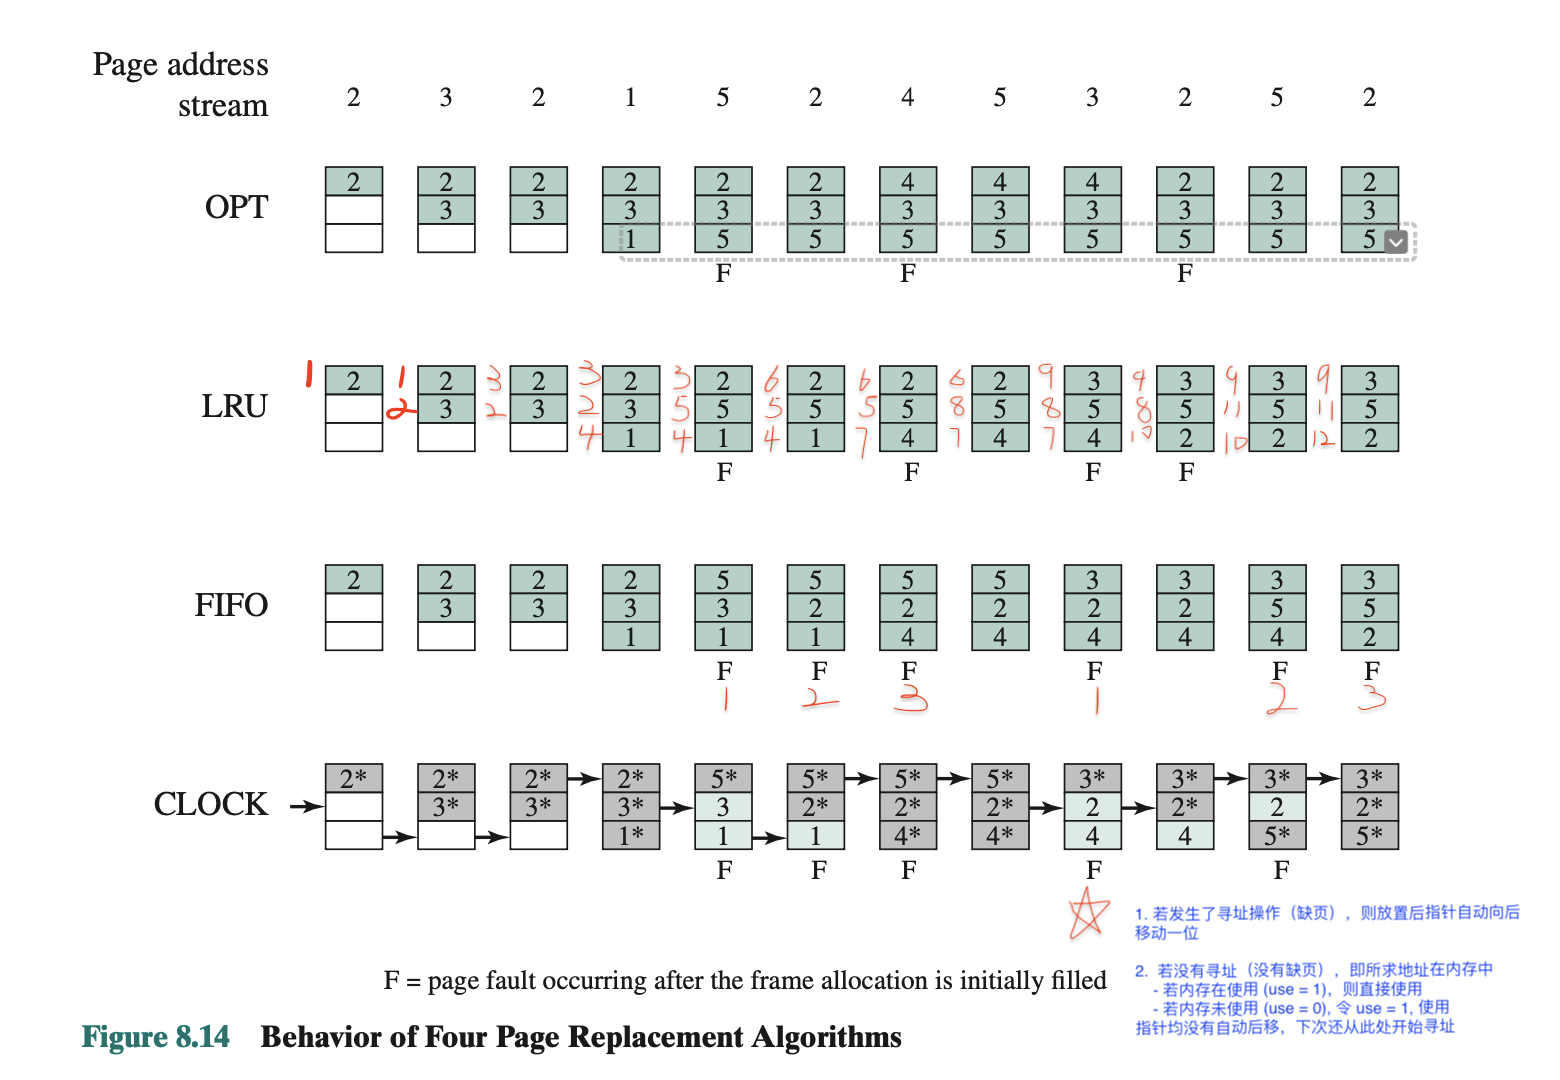 Page address
stream 2 3 2 1 5 2 4 5 3 2 5 2
2 2 2 2 2 2 4 4 4 2 2 2
OPT 3 3 3 3 3 3 3 3 3 3 3
1 5 5 5 5 5 5 5 5
F F F
1 2 1 2 3 2 3 2 3 2 6 2 6 2 6 2 9 3 9 3 9 3 9 3
LRU 2 3 2 3 2 3 5 5 5 5 5 5 8 5 8 5 8 5 11 5 11 5
4 1 4 1 4 1 7 4 7 4 7 4 10 2 10 2 12 2
F F F F
2 2 2 2 5 5 5 5 3 3 3 3
FIFO 3 3 3 3 2 2 2 2 2 5 5
1 1 1 4 4 4 4 4 2
F F F F F F
1 2 3 1 2 3
2* 2* 2* 2* 5* 5* 5* 5* 3* 3* 3* 3*
CLOCK 3* 3* 3* 3 2* 2* 2* 2 2* 2 2*
1* 1 1 4* 4* 4 4 5* 5*
F F F F F
1. 若发生了寻址操作（缺页），则放置后指针自动向后
移动一位
2. 若没有寻址（没有缺页），即所求地址在内存中
- 若内存在使用 (use = 1)，则直接使用
- 若内存未使用 (use = 0), 令 use = 1, 使用
指针均没有自动后移，下次还从此处开始寻址
F = page fault occurring after the frame allocation is initially filled
Figure 8.14 Behavior of Four Page Replacement Algorithms